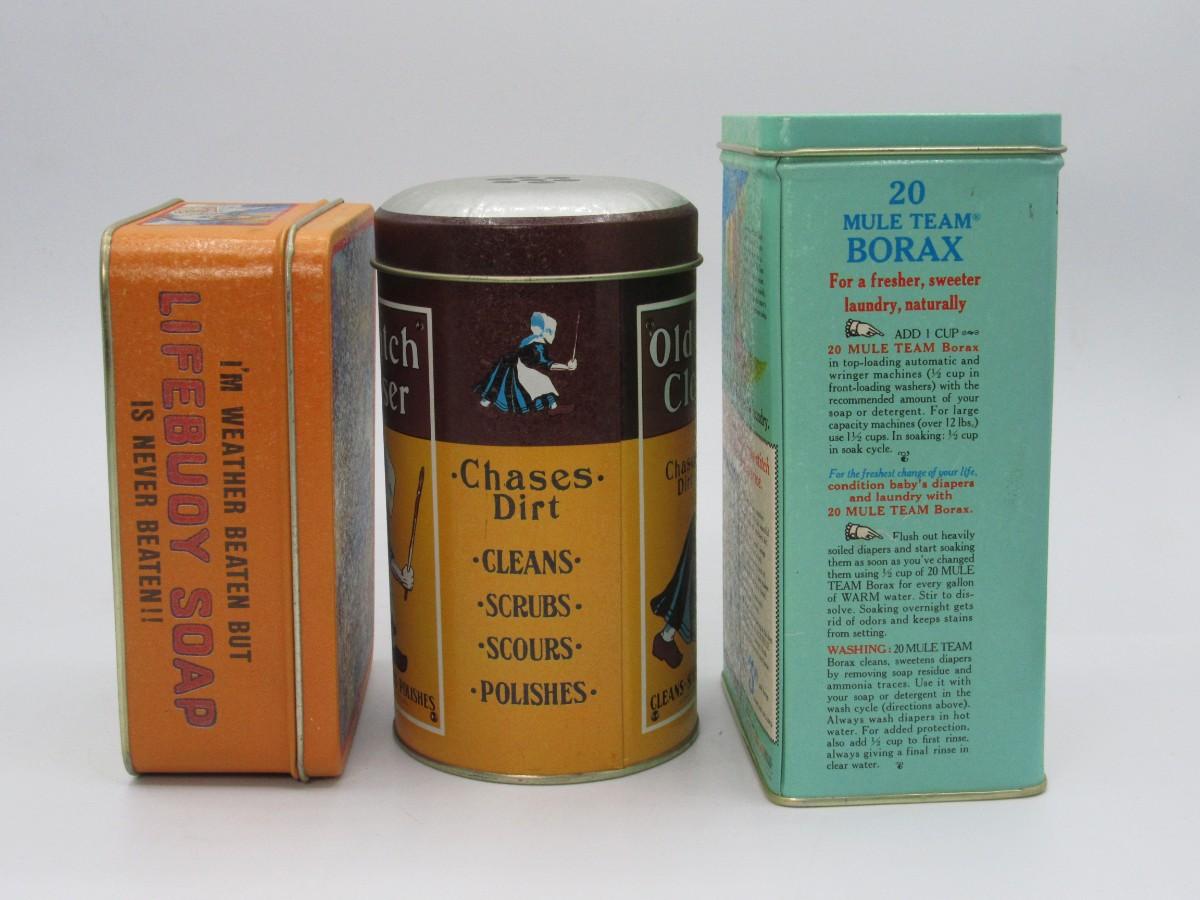 I'M WEATHER BEATEN BUT
LIFEBUOY SOAP
IS NEVER BEATEN!!
tch
ser
POLISHES
·Chases·
Dirt
·CLEANS·
·SCRUBS·
·SCOURS·
·POLISHES·
Old
Cle
Chas
Dirt
CLEANS·S
20
MULE TEAM®
BORAX
For a fresher, sweeter
laundry, naturally
ADD 1 CUP
20 MULE TEAM Borax
in top-loading automatic and
wringer machines (½ cup in
front-loading washers) with the
recommended amount of your
soap or detergent. For large
capacity machines (over 12 lbs.)
use 1½ cups. In soaking: ½ cup
in soak cycle.
For the freshest change of your life,
condition baby's diapers
and laundry with
20 MULE TEAM Borax.
Flush out heavily
soiled diapers and start soaking
them as soon as you've changed
them using ½ cup of 20 MULE
TEAM Borax for every gallon
of WARM water. Stir to dis-
solve. Soaking overnight gets
rid of odors and keeps stains
from setting.
WASHING: 20 MULE TEAM
Borax cleans, sweetens diapers
by removing soap residue and
ammonia traces. Use it with
your soap or detergent in the
wash cycle (directions above).
Always wash diapers in hot
water. For added protection,
also add ½ cup to first rinse,
always giving a final rinse in
clear water.